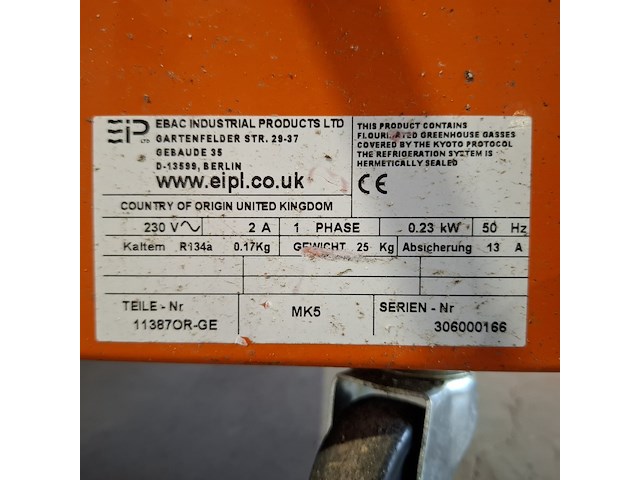 EIP LTD
EBAC INDUSTRIAL PRODUCTS LTD
GARTENFELDER STR. 29-37
GEBAUDE 35
D-13599, BERLIN
www.eipl.co.uk
COUNTRY OF ORIGIN UNITED KINGDOM
THIS PRODUCT CONTAINS
FLOURINATED GREENHOUSE GASSES
COVERED BY THE KYOTO PROTOCOL
THE REFRIGERATION SYSTEM IS
HERMETICALLY SEALED
CE
230 V 2 A 1 PHASE 0.23 kW 50 Hz
Kaltem R134a 0.17Kg GEWICHT 25 Kg Absicherung 13 A
TEILE - Nr
11387OR-GE
MK5
SERIEN - Nr
306000166